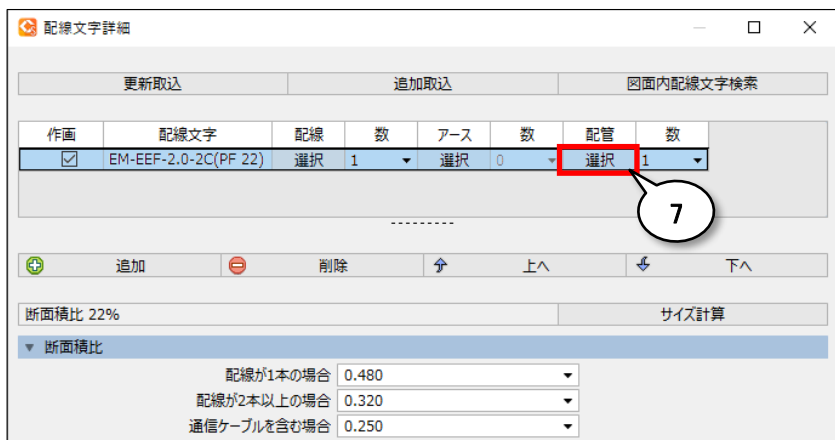 配線文字詳細
更新取込 追加取込 図面内配線文字検索
作画 配線文字 配線 数 アース 数 配管 数
EM-EEF-2.0-2C(PF 22) 選択 1 選択 0 選択 1
7
追加 削除 上へ 下へ
断面積比 22% サイズ計算
断面積比
配線が1本の場合 0.480
配線が2本以上の場合 0.320
通信ケーブルを含む場合 0.250